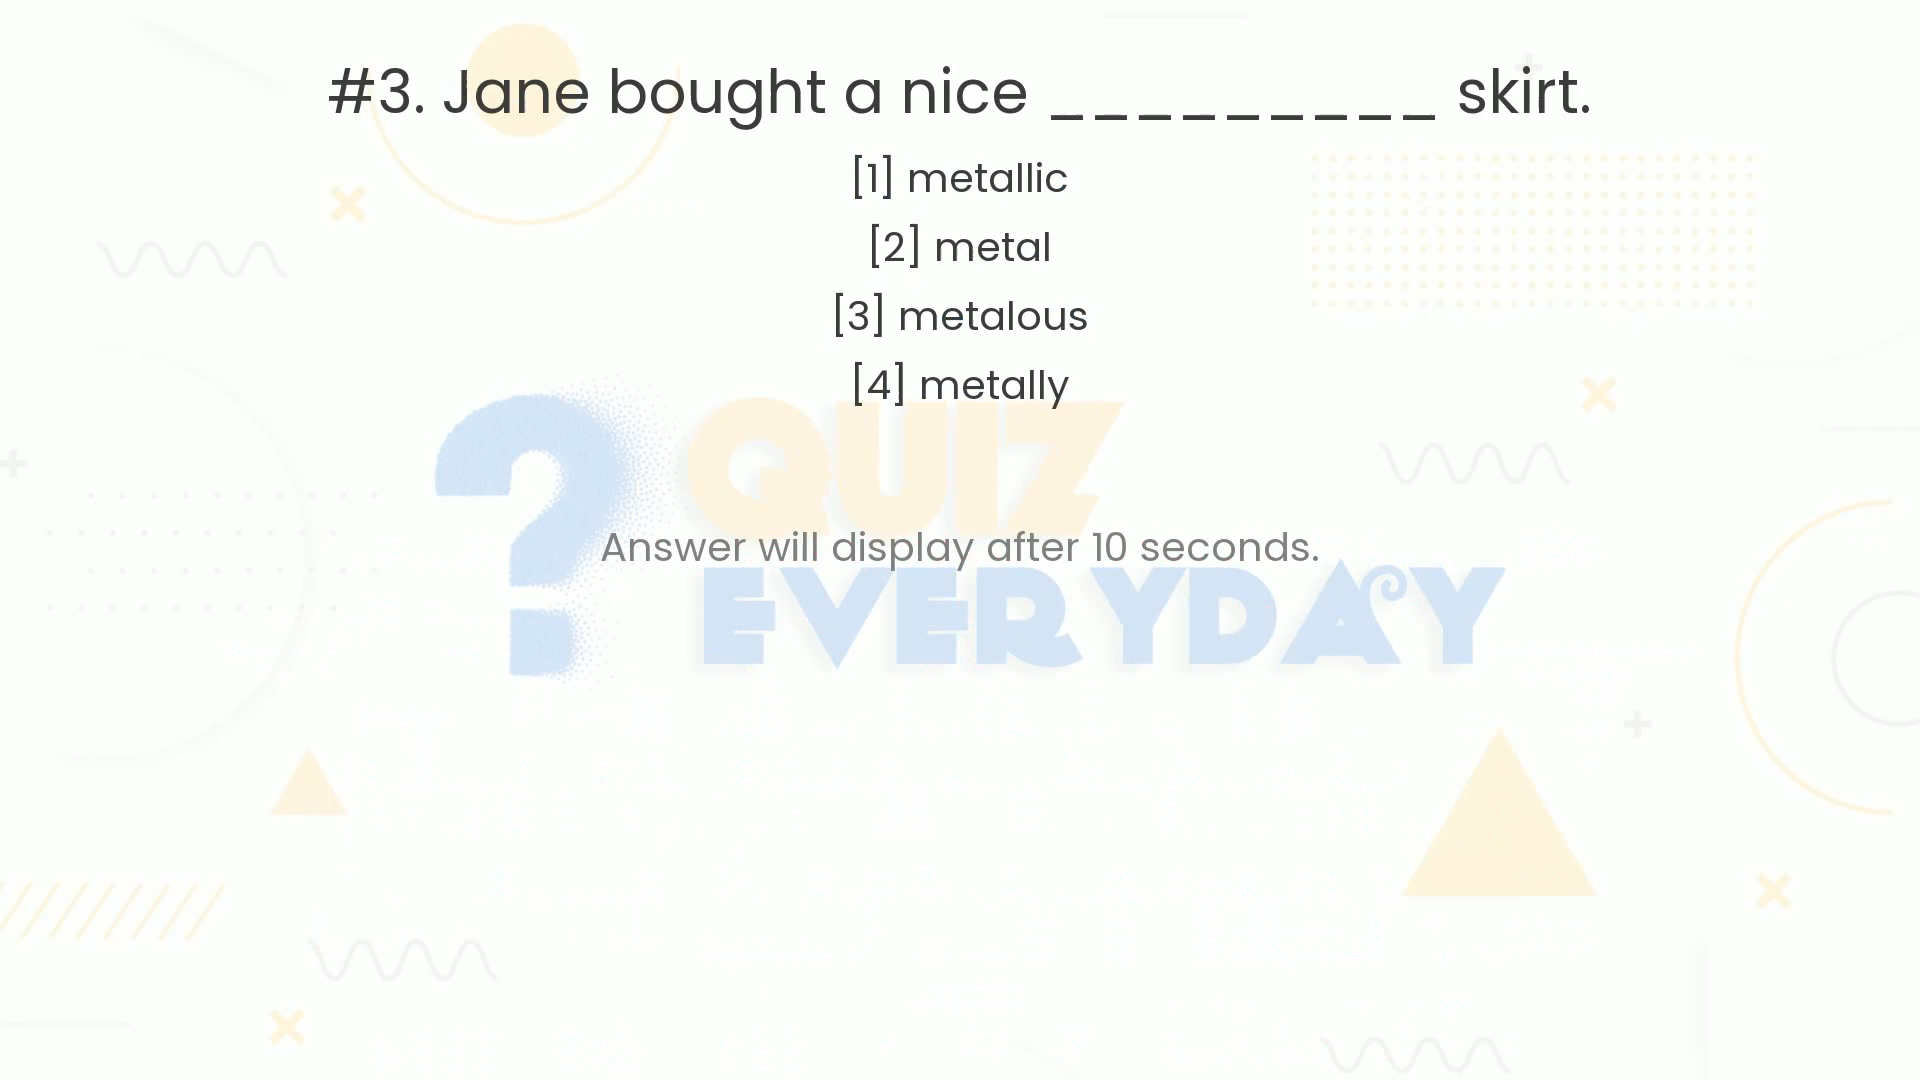 #3. Jane bought a nice _________ skirt.
[1] metallic
[2] metal
[3] metalous
[4] metally
QUIZ
Answer will display after 10 seconds.
EVERYDAY